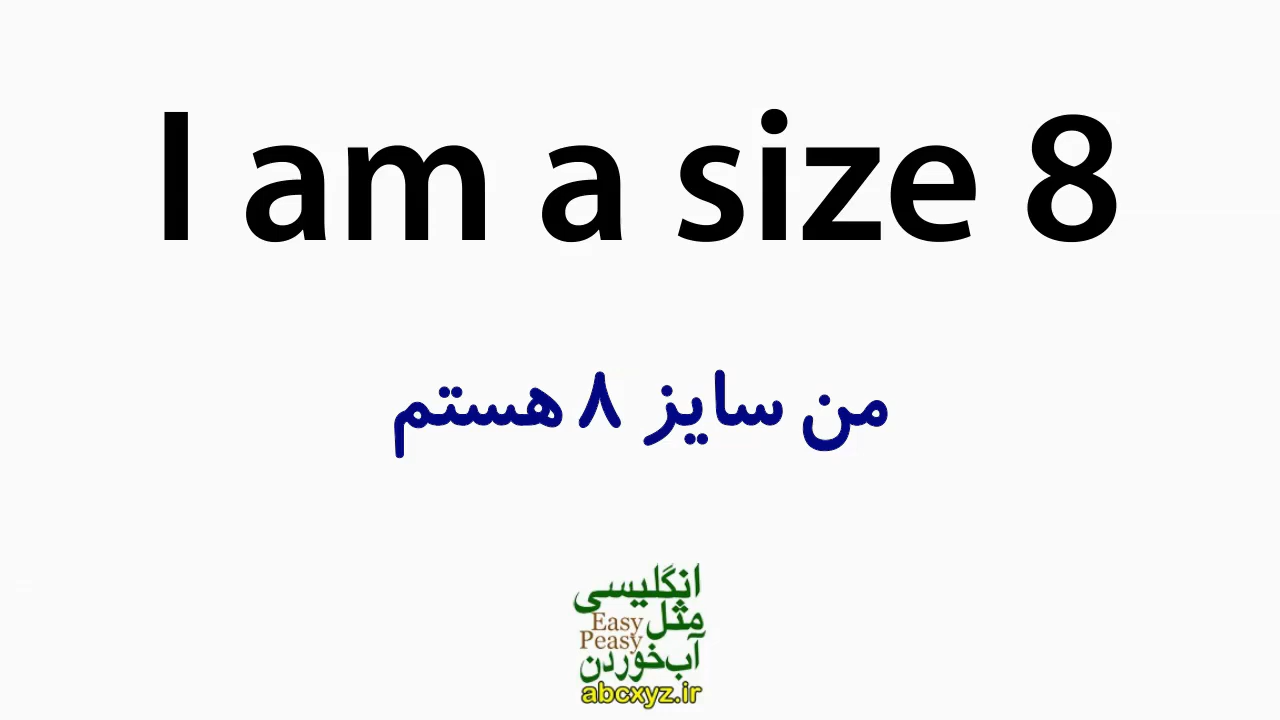 I am a size 8
من سایز ۸ هستم
انگلیسی
مثل
Easy
Peasy
آب‌خوردن
abcxyz.ir